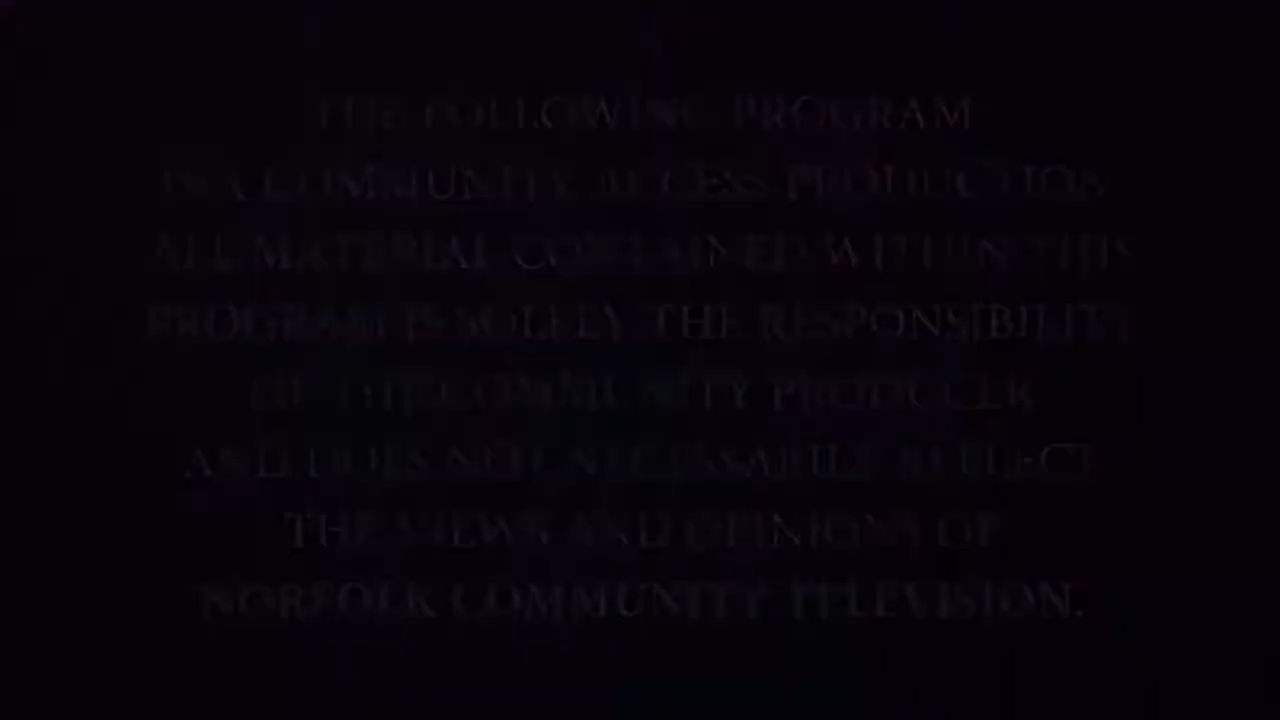 THE FOLLOWING PROGRAM
IS A COMMUNITY ACCESS PRODUCTION
ALL MATERIAL CONTAINED WITHIN THIS
PROGRAM IS SOLELY THE RESPONSIBILITY
OF THE COMMUNITY PRODUCER
AND DOES NOT NECESSARILY REFLECT
THE VIEWS AND OPINIONS OF
NORFOLK COMMUNITY TELEVISION.